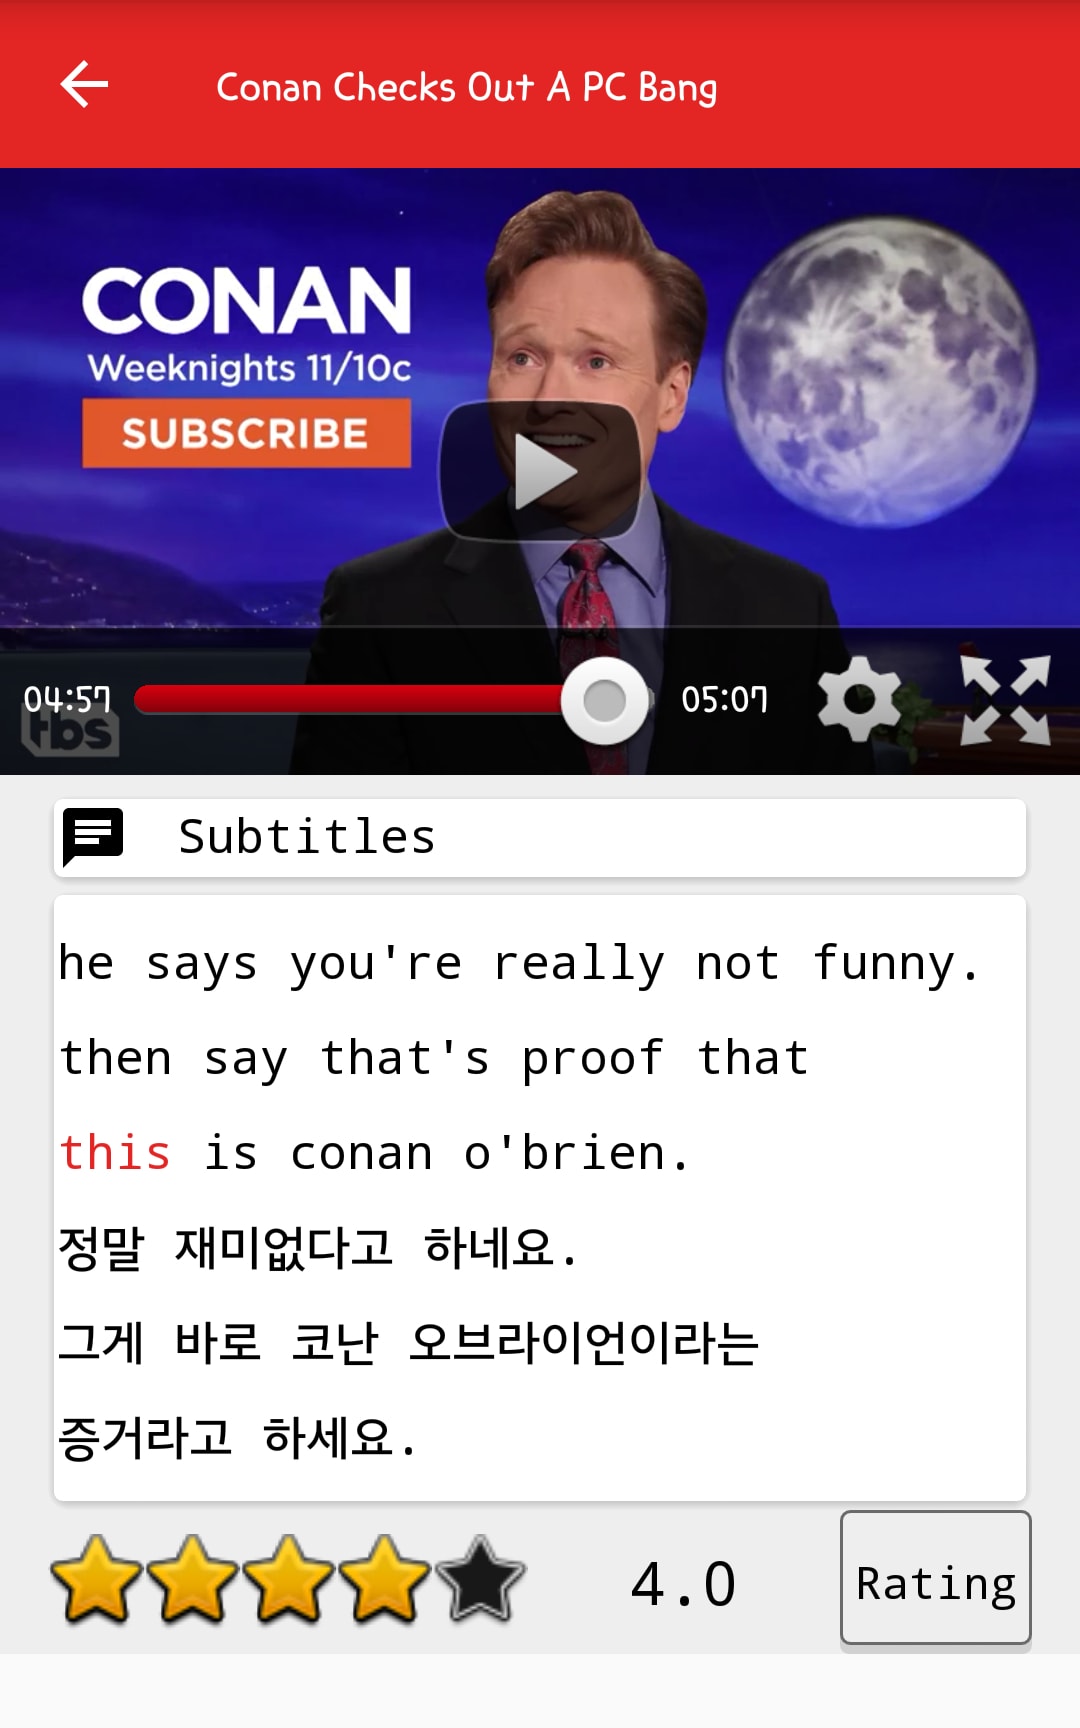 Conan Checks Out A PC Bang
CONAN
Weeknights 11/10c
SUBSCRIBE
04:57
05:07
tbs
Subtitles
he says you're really not funny.
then say that's proof that
this is conan o'brien.
정말 재미없다고 하네요.
그게 바로 코난 오브라이언이라는
증거라고 하세요.
4.0
Rating